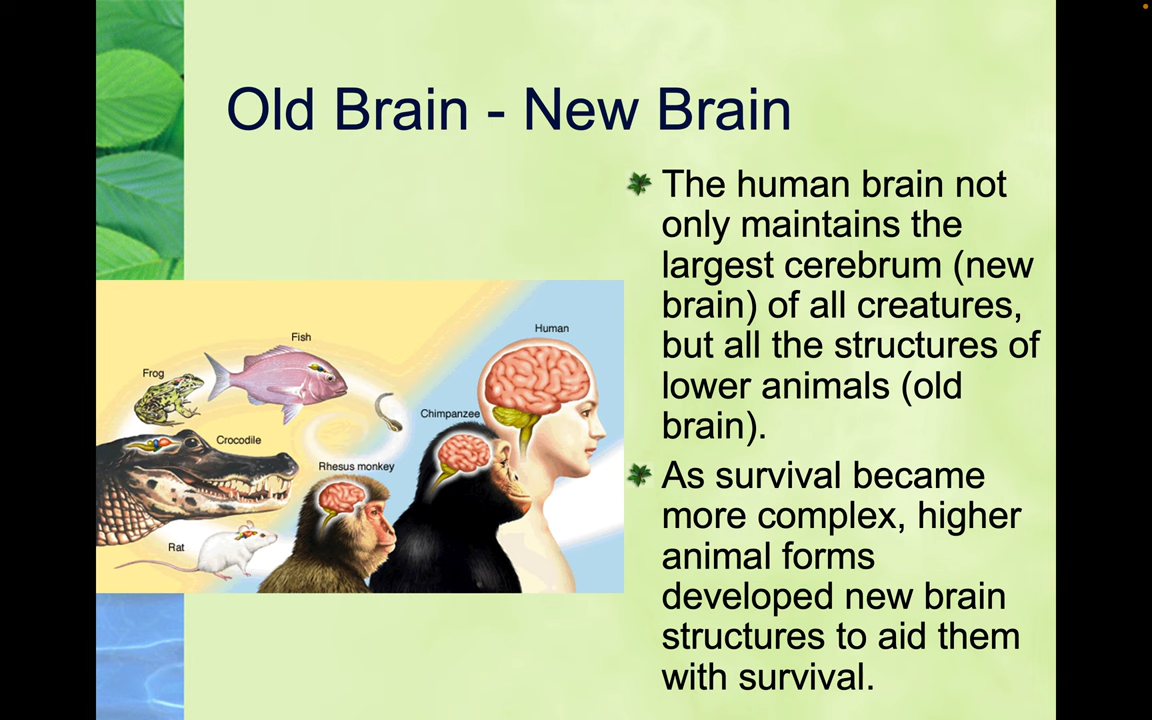 Old Brain - New Brain
The human brain not
only maintains the
largest cerebrum (new
brain) of all creatures,
but all the structures of
lower animals (old
brain).
As survival became
more complex, higher
animal forms
developed new brain
structures to aid them
with survival.
Human
Fish
Frog
Chimpanzee
Crocodile
Rhesus monkey
Rat